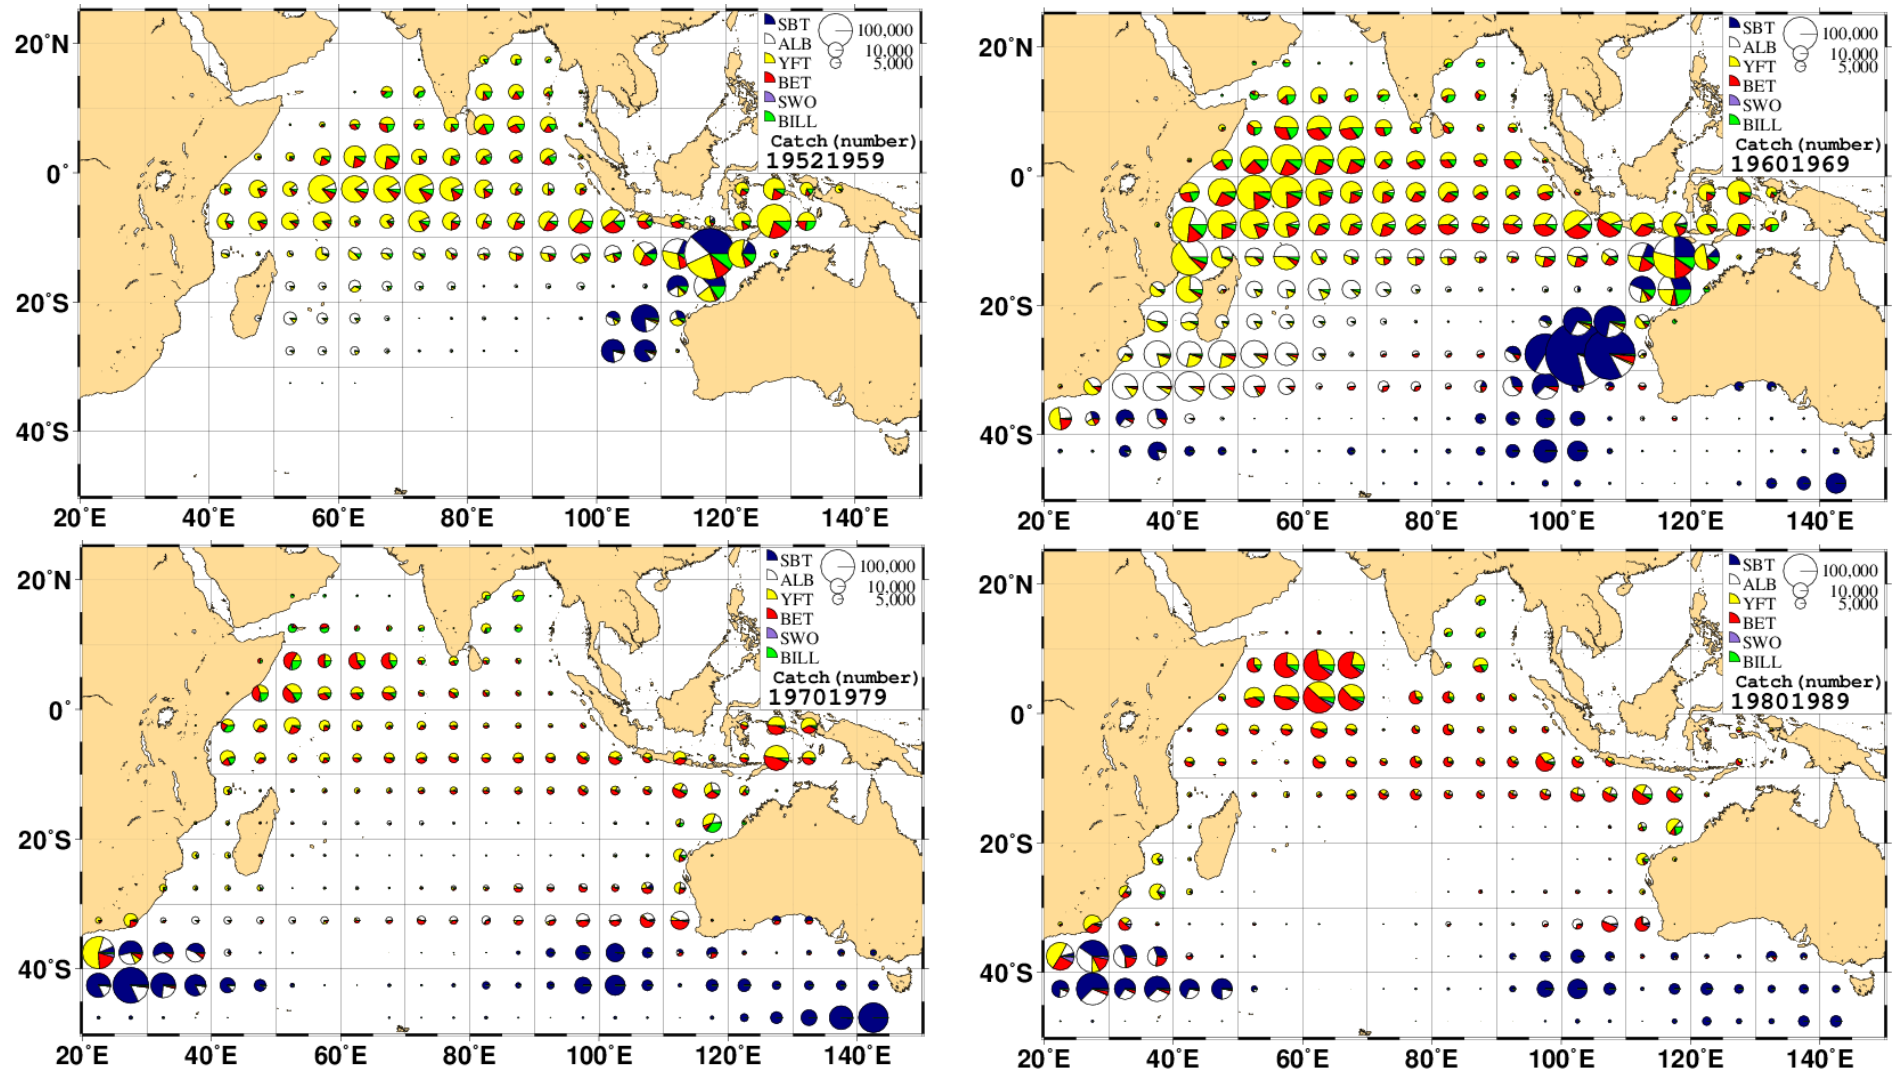 20°N
0°
20°S
40°S
20°E 40°E 60°E 80°E 100°E 120°E 140°E
SBT
ALB
YFT
BET
SWO
BILL
100,000
10,000
5,000
Catch (number)
19521959
20°N
0°
20°S
40°S
20°E 40°E 60°E 80°E 100°E 120°E 140°E
SBT
ALB
YFT
BET
SWO
BILL
100,000
10,000
5,000
Catch (number)
19601969
20°N
0°
20°S
40°S
20°E 40°E 60°E 80°E 100°E 120°E 140°E
SBT
ALB
YFT
BET
SWO
BILL
100,000
10,000
5,000
Catch (number)
19701979
20°N
0°
20°S
40°S
20°E 40°E 60°E 80°E 100°E 120°E 140°E
SBT
ALB
YFT
BET
SWO
BILL
100,000
10,000
5,000
Catch (number)
19801989